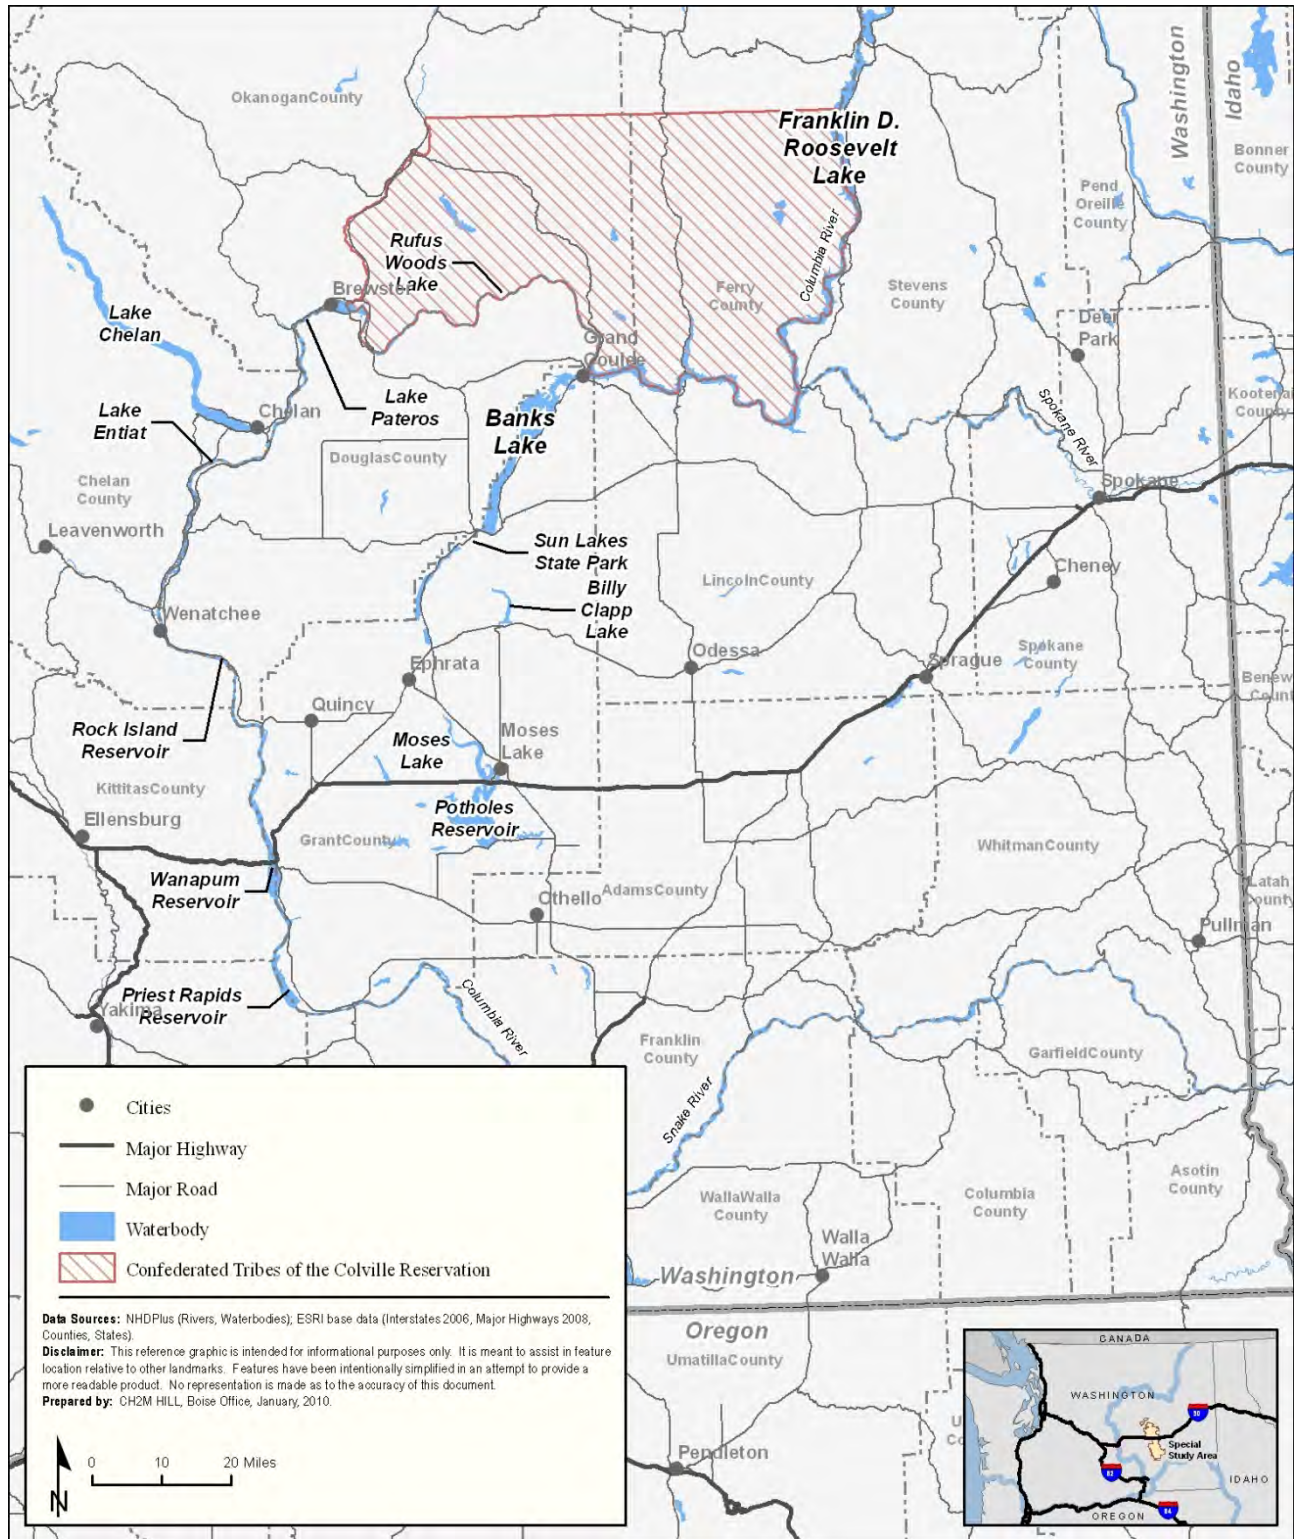 Washington
Idaho
OkanoganCounty
Franklin D.
Roosevelt
Lake
Bonner
County
Pend
Oreille
County
Rufus
Woods
Lake
Columbia River
Ferry
County
Stevens
County
Brewster
Lake
Chelan
Grand
Coulee
Deer
Park
Lake
Pateros
Kootenai
County
Lake
Entiat
Chelan
Banks
Lake
Spokane River
DouglasCounty
Chelan
County
Spokane
Leavenworth
Sun Lakes
State Park
LincolnCounty
Cheney
Billy
Clapp
Lake
Wenatchee
Odessa
Spokane
County
Ephrata
Sprague
Benew
Count
Quincy
Rock Island
Reservoir
Moses
Lake
Moses
Lake
KittitasCounty
Potholes
Reservoir
Ellensburg
GrantCounty
WhitmanCounty
Wanapum
Reservoir
Othello
AdamsCounty
Latah
County
Pullman
Priest Rapids
Reservoir
Columbia River
Yakima
Franklin
County
GarfieldCounty
Snake River
Asotin
County
WallaWalla
County
Columbia
County
Walla
Walla
Washington
Oregon
UmatillaCounty
Pendleton
U
Co
Cities
Major Highway
Major Road
Waterbody
Confederated Tribes of the Colville Reservation
Data Sources: NHDPlus (Rivers, Waterbodies); ESRI base data (Interstates 2006, Major Highways 2008,
Counties, States).
Disclaimer: This reference graphic is intended for informational purposes only. It is meant to assist in feature
location relative to other landmarks. Features have been intentionally simplified in an attempt to provide a
more readable product. No representation is made as to the accuracy of this document.
Prepared by: CH2M HILL, Boise Office, January, 2010.
0 10 20 Miles
N
CANADA
WASHINGTON
90
Special
Study Area
82
IDAHO
84
OREGON